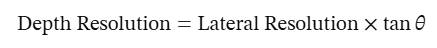 Depth Resolution = Lateral Resolution × tan θ